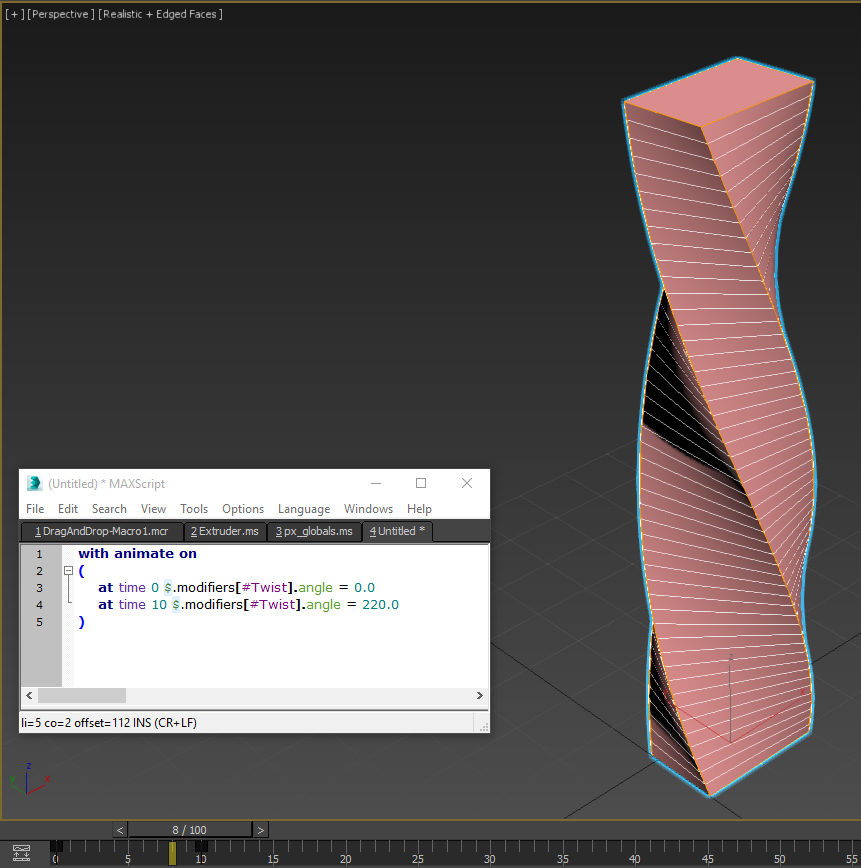 [ + ] [Perspective ] [Realistic + Edged Faces ]
(Untitled) * MAXScript
File Edit Search View Tools Options Language Windows Help
1 DragAndDrop-Macro1.mcr 2 Extruder.ms 3 px_globals.ms 4 Untitled *
1 with animate on
2 (
3 at time 0 $.modifiers[#Twist].angle = 0.0
4 at time 10 $.modifiers[#Twist].angle = 220.0
5 )
li=5 co=2 offset=112 INS (CR+LF)
z
z
x
y
< 8 / 100 >
0 5 10 15 20 25 30 35 40 45 50 55